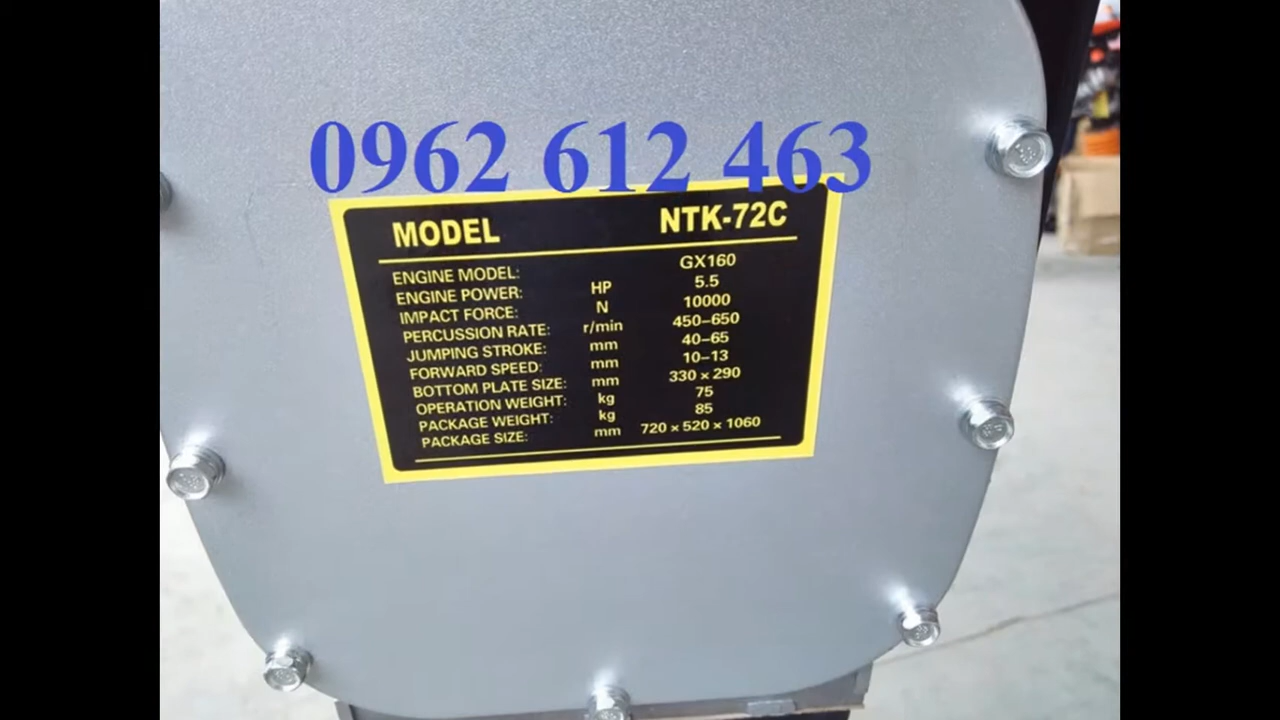 0962 612 463
MODEL NTK-72C
ENGINE MODEL: GX160
ENGINE POWER: HP 5.5
IMPACT FORCE: N 10000
PERCUSSION RATE: r/min 450–650
JUMPING STROKE: mm 40–65
FORWARD SPEED: mm 10–13
BOTTOM PLATE SIZE: mm 330 × 290
OPERATION WEIGHT: kg 75
PACKAGE WEIGHT: kg 85
PACKAGE SIZE: mm 720 × 520 × 1060